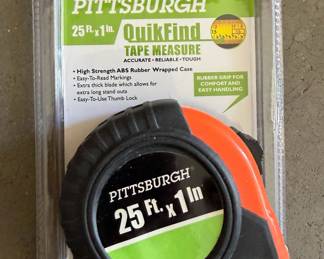 PITTSBURGH
25 Ft. x 1 In.
QuikFind
TAPE MEASURE
ACCURATE • RELIABLE • TOUGH
• High Strength ABS Rubber Wrapped Case
• Easy-To-Read Markings
• Extra thick blade which allows for
extra long stand outs
• Easy-To-Use Thumb Lock
RUBBER GRIP FOR
COMFORT AND
EASY HANDLING
PITTSBURGH
25 Ft. x 1 In